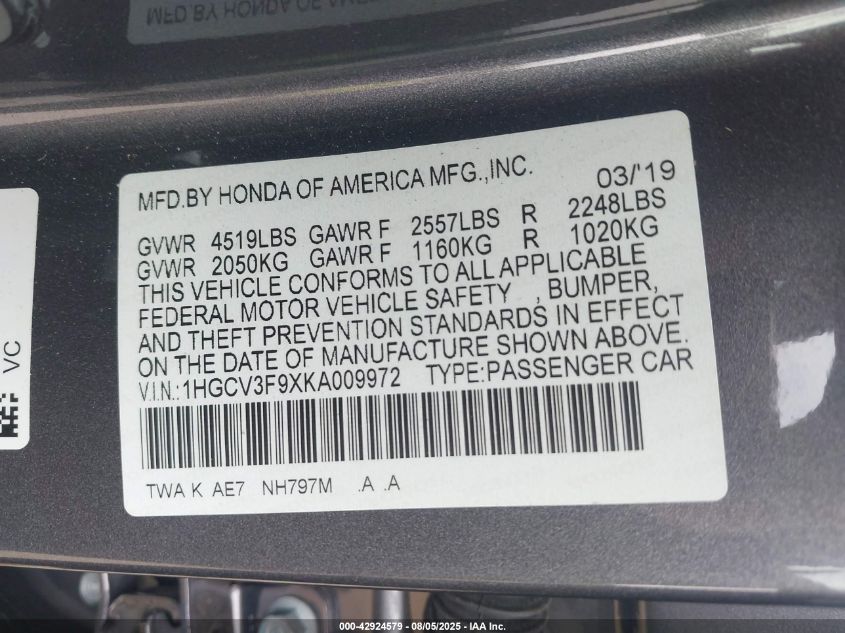 MFD.BY HONDA OF AMERICA MFG.,INC. 03/'19
GVWR 4519LBS GAWR F 2557LBS R 2248LBS
GVWR 2050KG GAWR F 1160KG R 1020KG
THIS VEHICLE CONFORMS TO ALL APPLICABLE
FEDERAL MOTOR VEHICLE SAFETY , BUMPER,
AND THEFT PREVENTION STANDARDS IN EFFECT
ON THE DATE OF MANUFACTURE SHOWN ABOVE.
V.I.N.:1HGCV3F9XKA009972 TYPE:PASSENGER CAR
TWA K AE7 NH797M .A .A
VC
000-42924579 - 08/05/2025 - IAA Inc.